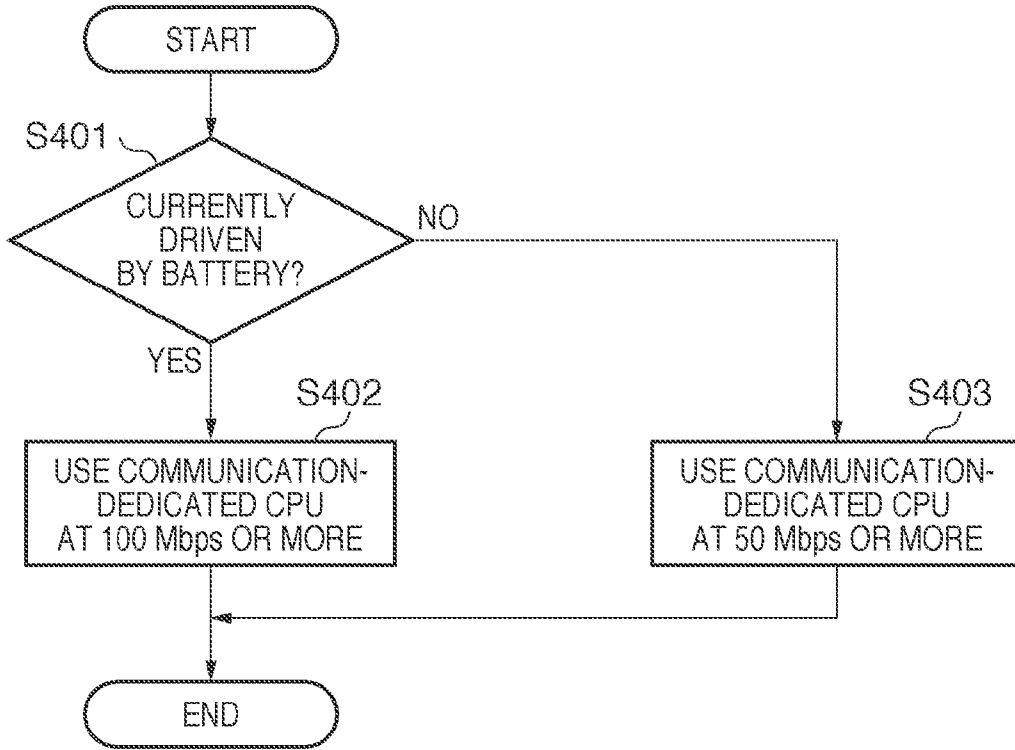 START
S401
CURRENTLY
DRIVEN
BY BATTERY?
NO
YES
S402
USE COMMUNICATION-
DEDICATED CPU
AT 100 Mbps OR MORE
S403
USE COMMUNICATION-
DEDICATED CPU
AT 50 Mbps OR MORE
END